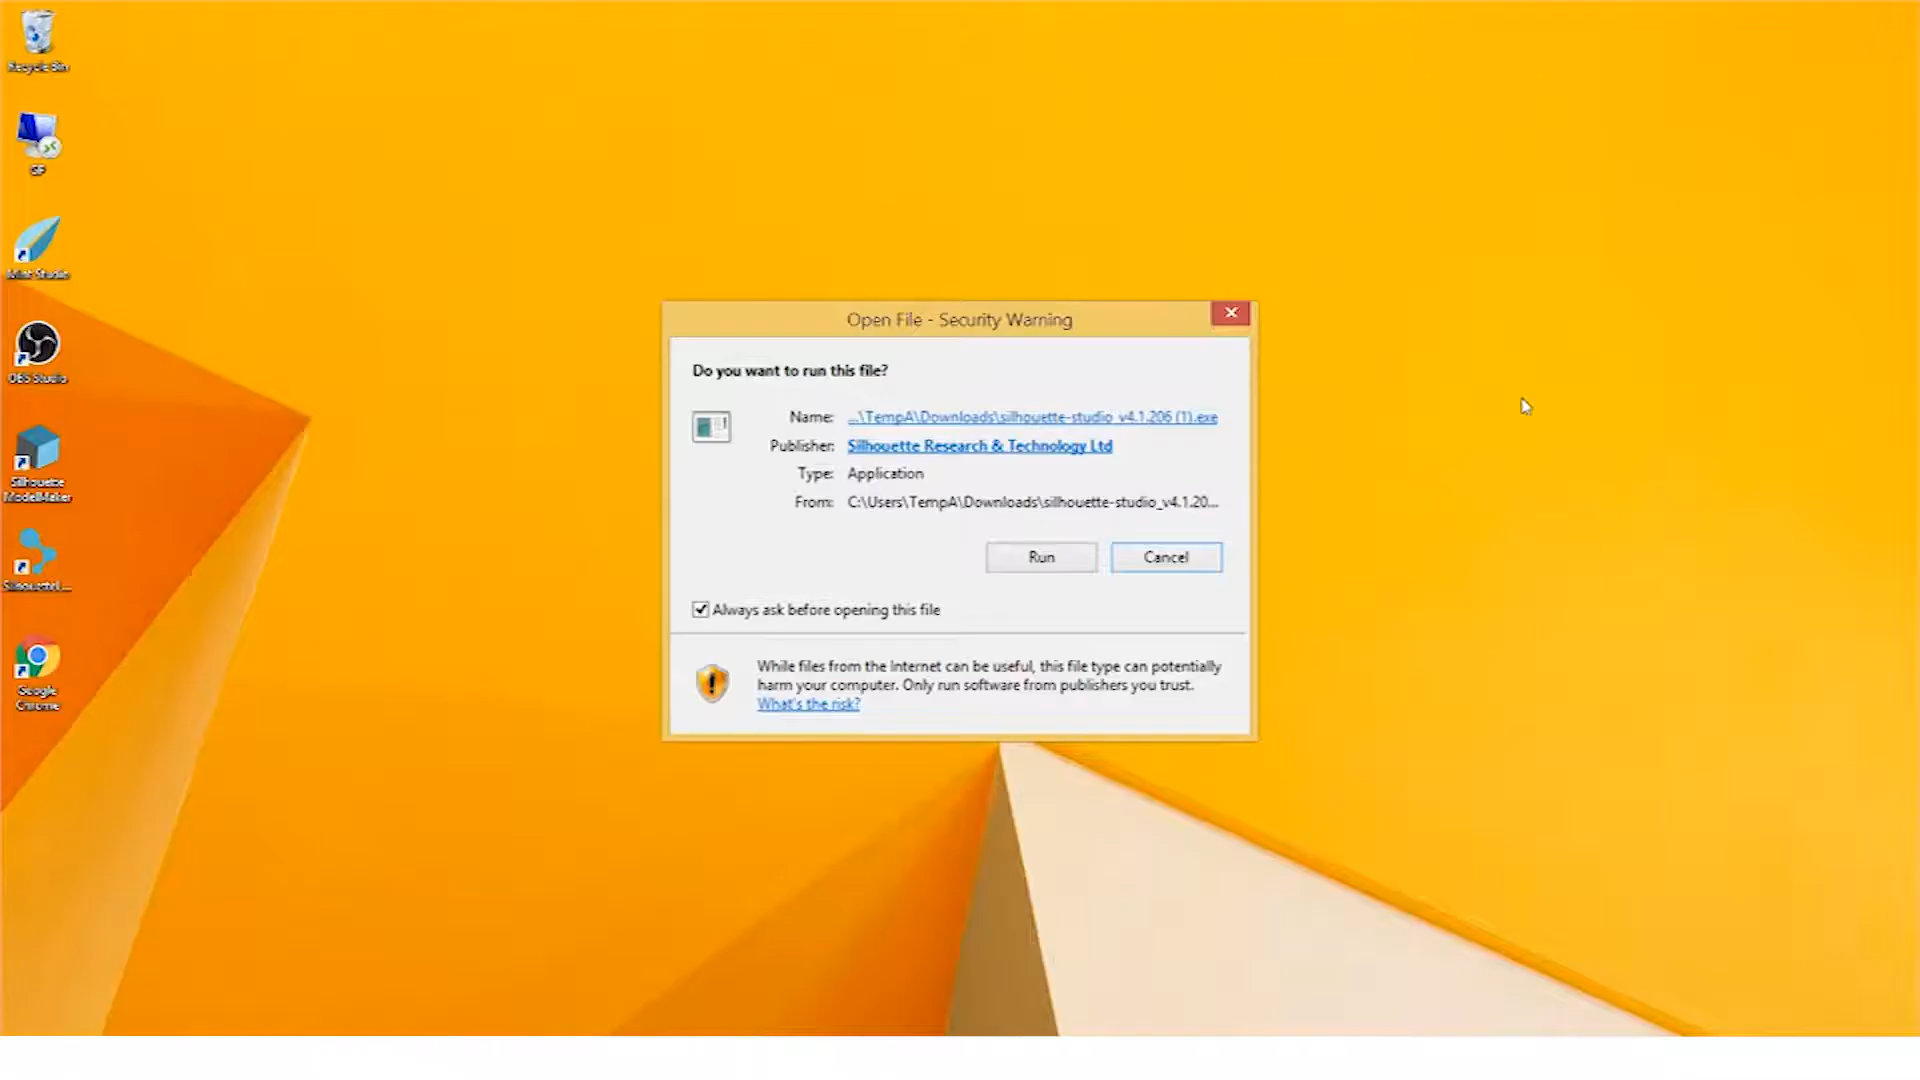 Recycle Bin
GP
Mint Studio
OBS Studio
Silhouette
ModelMaker
Google
Chrome
Open File - Security Warning
Do you want to run this file?
Name: ...\TempA\Downloads\silhouette-studio_v4.1.206 (1).exe
Publisher: Silhouette Research & Technology Ltd
Type: Application
From: C:\Users\TempA\Downloads\silhouette-studio_v4.1.20...
Run
Cancel
Always ask before opening this file
While files from the Internet can be useful, this file type can potentially
harm your computer. Only run software from publishers you trust.
What's the risk?